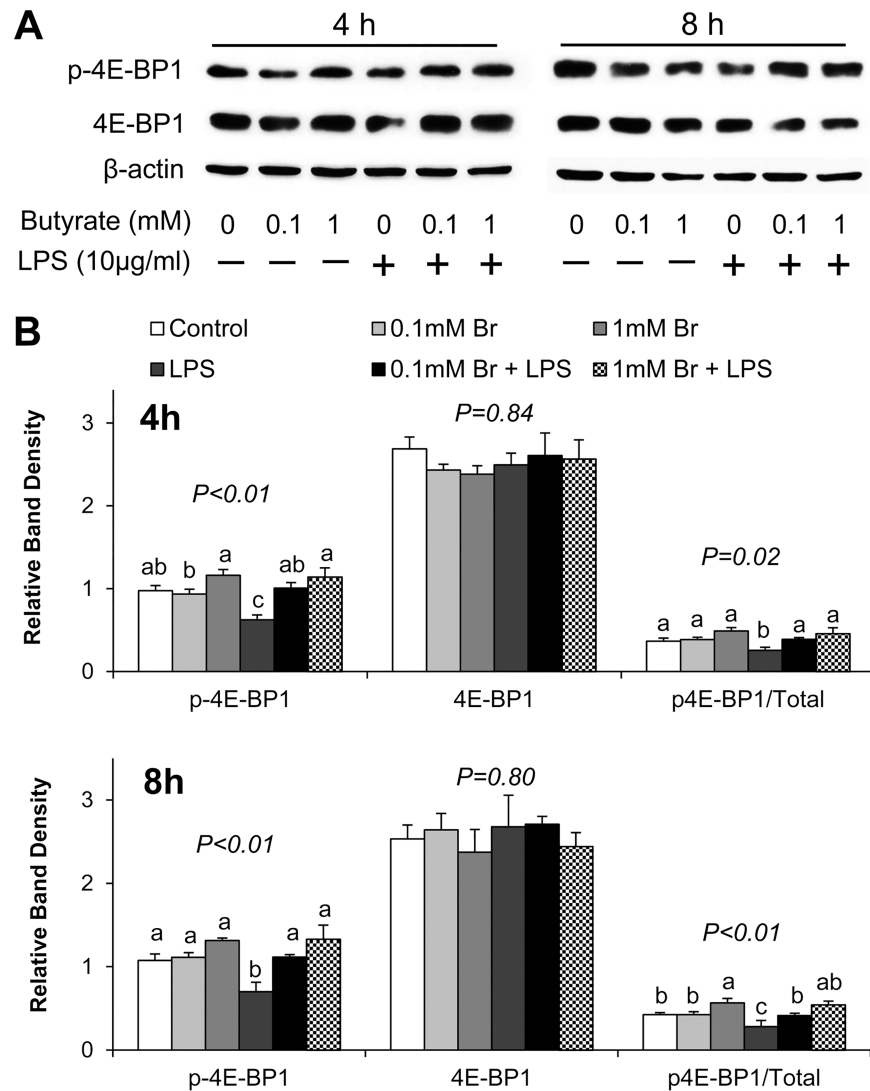 A
4 h
8 h
p-4E-BP1
4E-BP1
β-actin
Butyrate (mM) 0 0.1 1 0 0.1 1 0 0.1 1 0 0.1 1
LPS (10µg/ml) — — — + + + — — — + + +
B
Control 0.1mM Br 1mM Br
LPS 0.1mM Br + LPS 1mM Br + LPS
4h
Relative Band Density
3
2
1
0
P<0.01
P=0.84
P=0.02
ab b a c ab a
a a a b a a
p-4E-BP1 4E-BP1 p4E-BP1/Total
8h
Relative Band Density
3
2
1
0
P<0.01
P=0.80
P<0.01
a a a b a a
b b a c b ab
p-4E-BP1 4E-BP1 p4E-BP1/Total